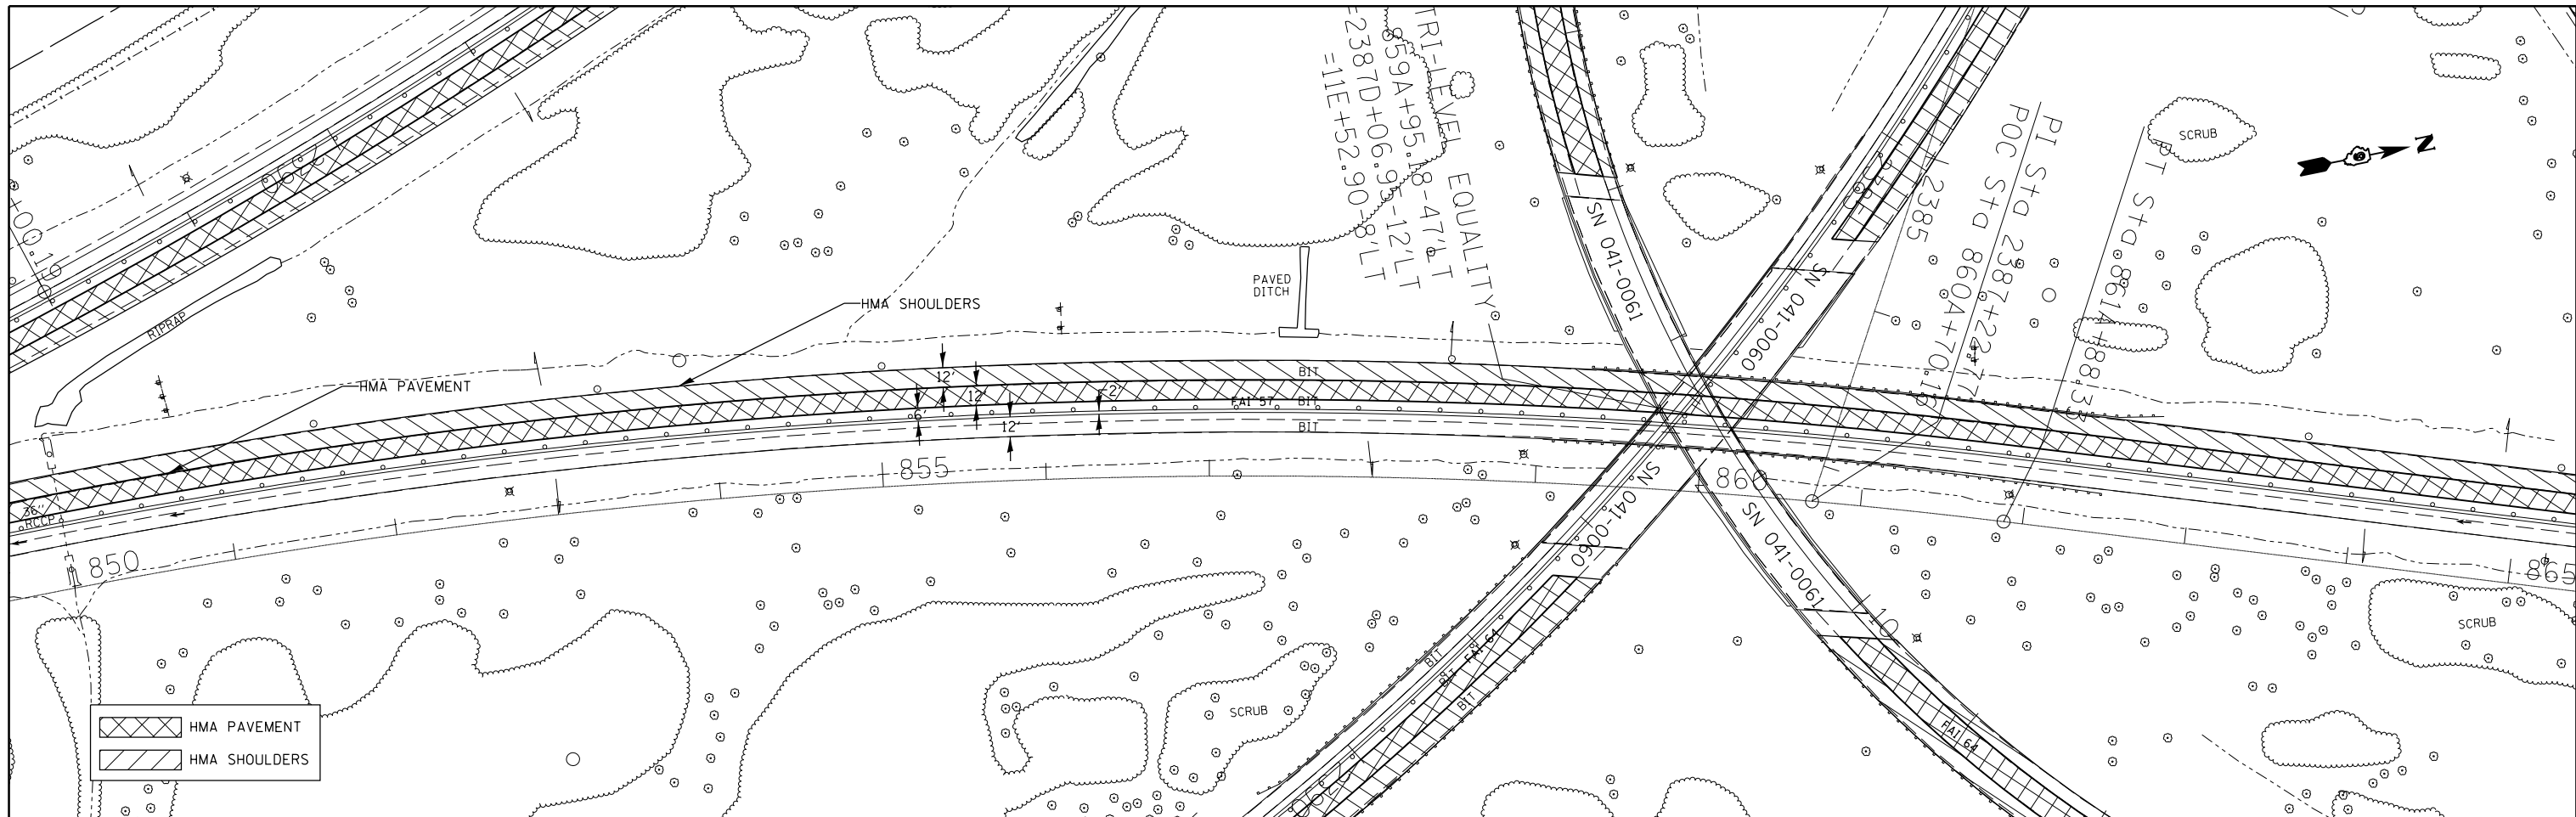 TRI-LEVEL EQUALITY
859A+95.18-47'LT
=2387D+06.95-12'LT
=11E+52.90-8'LT
2385
PI Sta 2387+22.77
POC Sta 860A+70.19
BT Sta 861A+88.33
SCRUB
N
SN 041-0061
SN 041-0060
PAVED
DITCH
RIPRAP
HMA SHOULDERS
HMA PAVEMENT
12'
12'
2'
6'
12'
BIT
FAI 57 BIT
BIT
36"
RCCP
850
855
860
865
SN 041-0060
SN 041-0061
10
BIT
BIT FAI 64
BIT
FAI 64
SCRUB
SCRUB
HMA PAVEMENT
HMA SHOULDERS